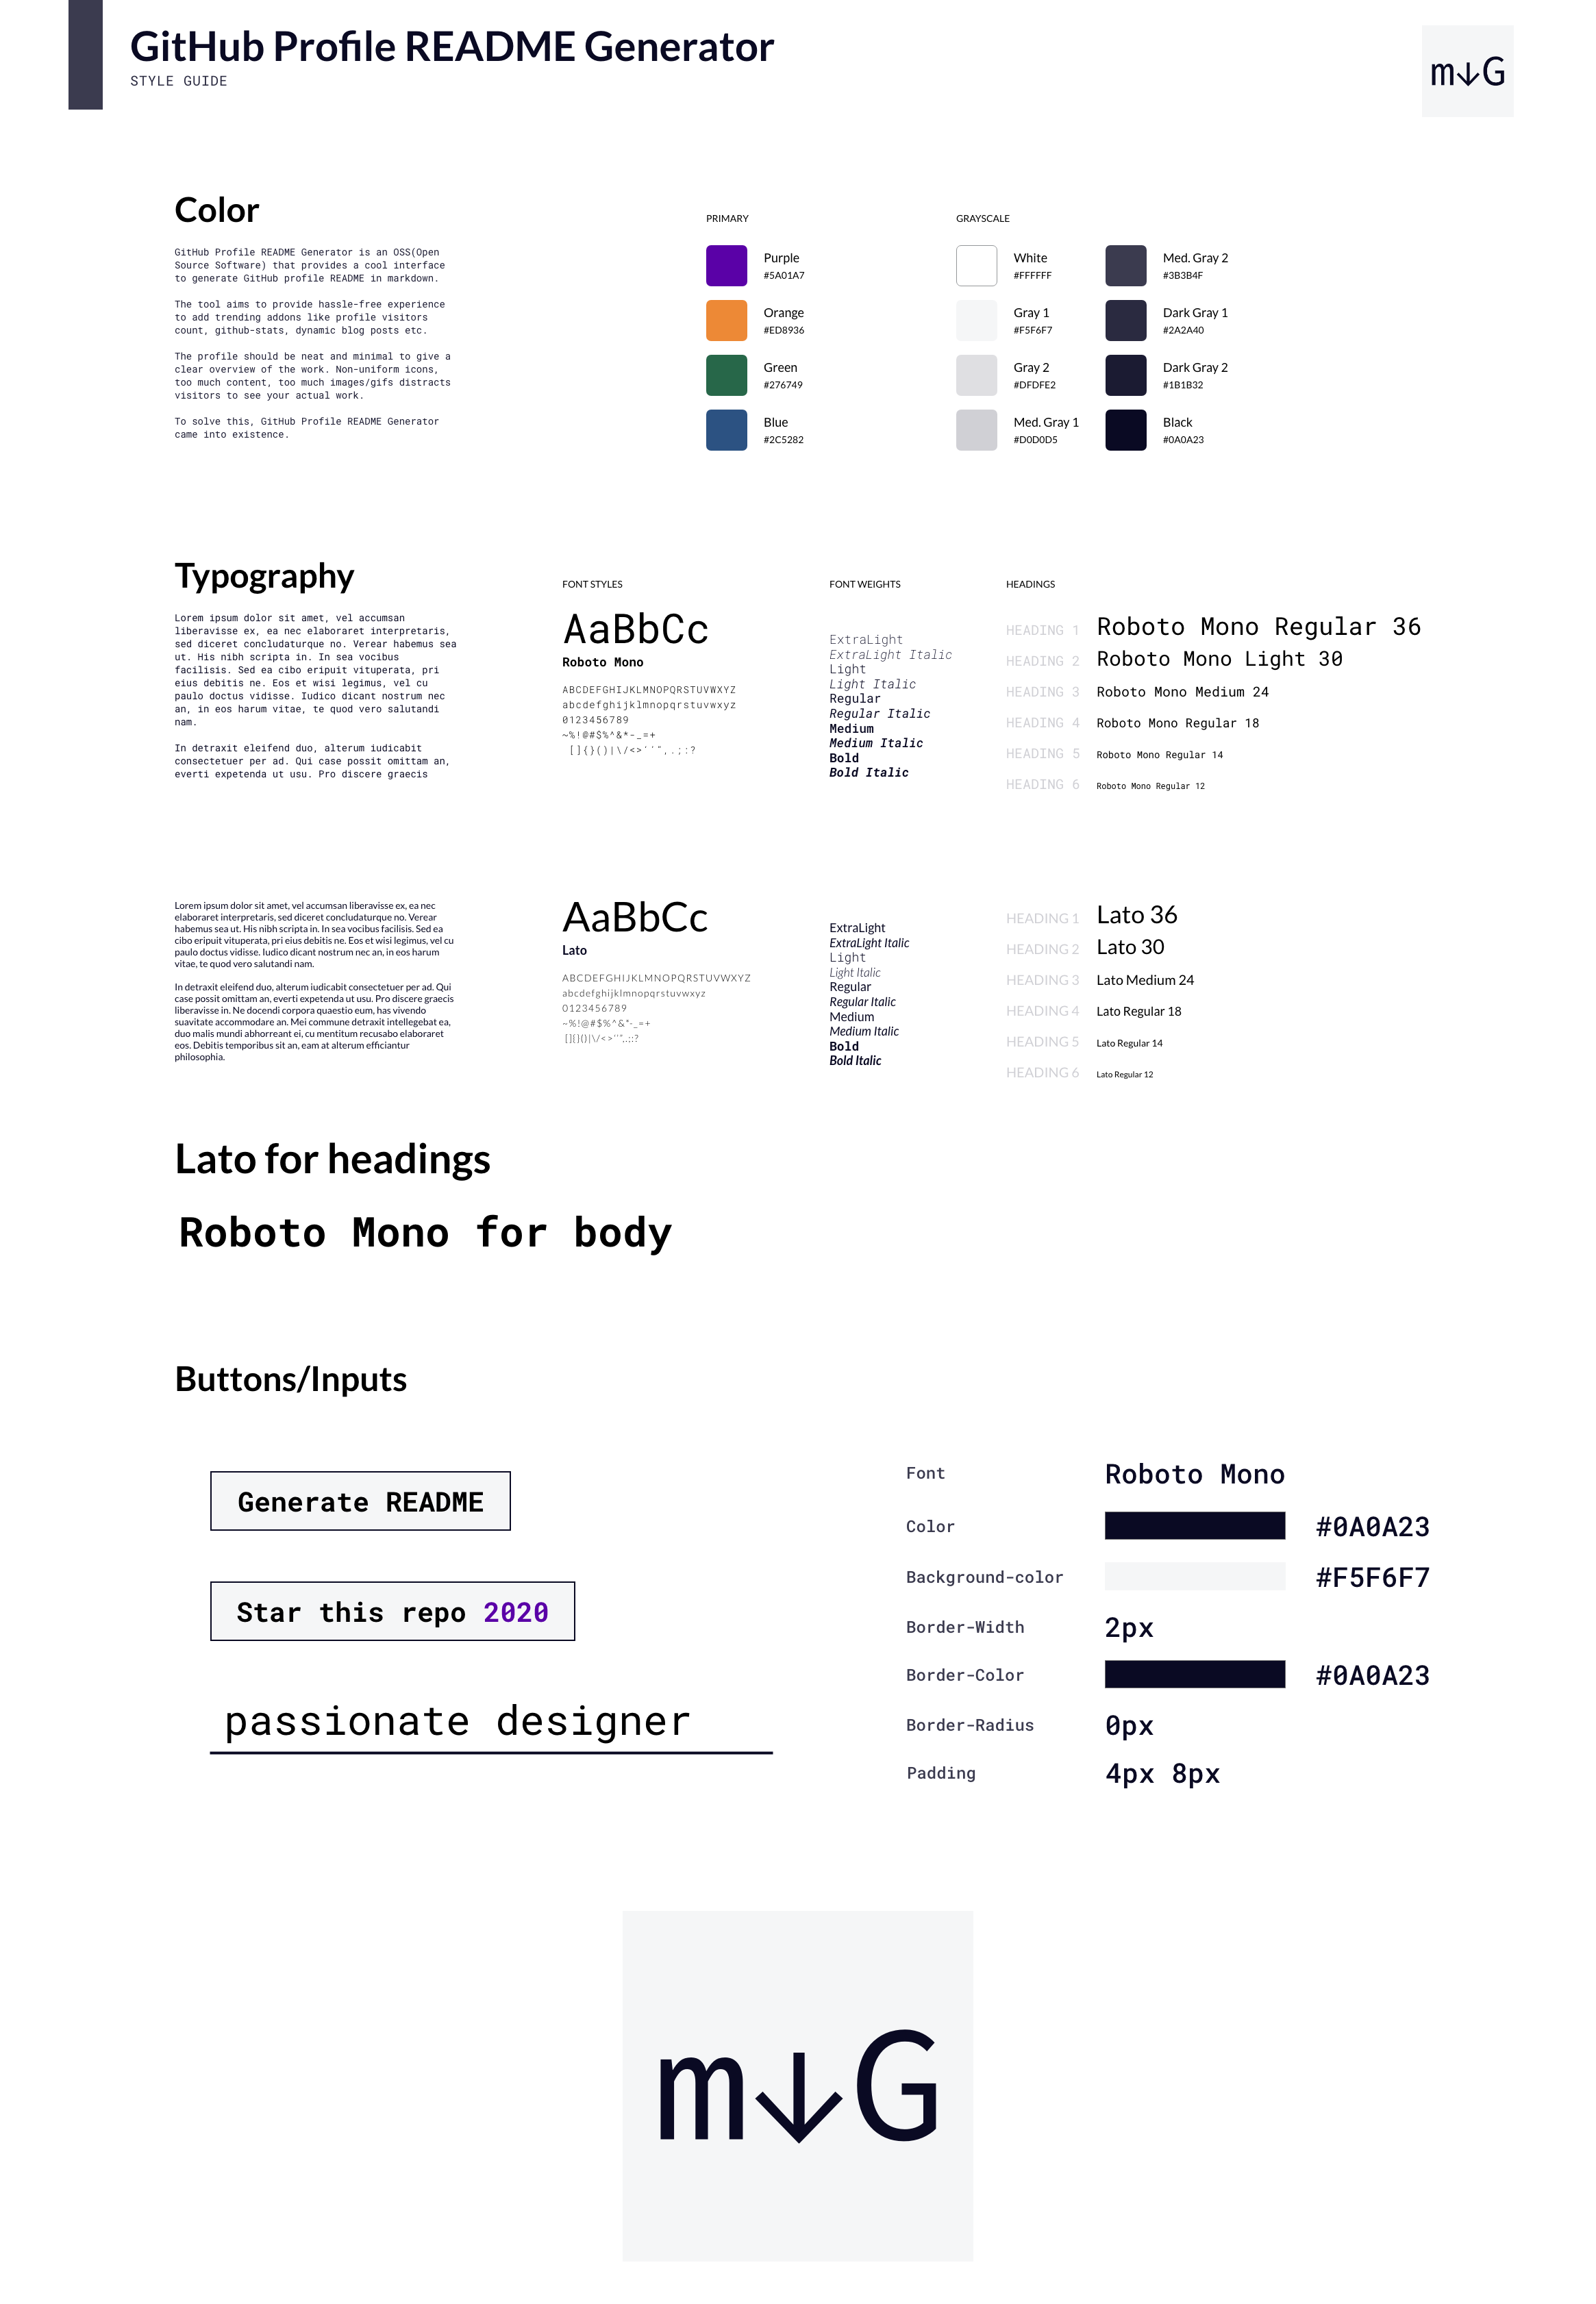 GitHub Profile README Generator
STYLE GUIDE
m↓G
Color
GitHub Profile README Generator is an OSS(Open
Source Software) that provides a cool interface
to generate GitHub profile README in markdown.
The tool aims to provide hassle-free experience
to add trending addons like profile visitors
count, github-stats, dynamic blog posts etc.
The profile should be neat and minimal to give a
clear overview of the work. Non-uniform icons,
too much content, too much images/gifs distracts
visitors to see your actual work.
To solve this, GitHub Profile README Generator
came into existence.
PRIMARY
Purple
#5A01A7
Orange
#ED8936
Green
#276749
Blue
#2C5282
GRAYSCALE
White
#FFFFFF
Gray 1
#F5F6F7
Gray 2
#DFDFE2
Med. Gray 1
#D0D0D5
Med. Gray 2
#3B3B4F
Dark Gray 1
#2A2A40
Dark Gray 2
#1B1B32
Black
#0A0A23
Typography
Lorem ipsum dolor sit amet, vel accumsan
liberavisse ex, ea nec elaboraret interpretaris,
sed diceret concludaturque no. Verear habemus sea
ut. His nibh scripta in. In sea vocibus
facilisis. Sed ea cibo eripuit vituperata, pri
eius debitis ne. Eos et wisi legimus, vel cu
paulo doctus vidisse. Iudico dicant nostrum nec
an, in eos harum vitae, te quod vero salutandi
nam.
In detraxit eleifend duo, alterum iudicabit
consectetuer per ad. Qui case possit omittam an,
everti expetenda ut usu. Pro discere graecis
FONT STYLES
AaBbCc
Roboto Mono
ABCDEFGHIJKLMNOPQRSTUVWXYZ
abcdefghijklmnopqrstuvwxyz
0123456789
~%!@#$%^&*-_=+
[]{}()|\/<>''",.;:?
FONT WEIGHTS
ExtraLight
ExtraLight Italic
Light
Light Italic
Regular
Regular Italic
Medium
Medium Italic
Bold
Bold Italic
HEADINGS
HEADING 1 Roboto Mono Regular 36
HEADING 2 Roboto Mono Light 30
HEADING 3 Roboto Mono Medium 24
HEADING 4 Roboto Mono Regular 18
HEADING 5 Roboto Mono Regular 14
HEADING 6 Roboto Mono Regular 12
Lorem ipsum dolor sit amet, vel accumsan liberavisse ex, ea nec
elaboraret interpretaris, sed diceret concludaturque no. Verear
habemus sea ut. His nibh scripta in. In sea vocibus facilisis. Sed ea
cibo eripuit vituperata, pri eius debitis ne. Eos et wisi legimus, vel cu
paulo doctus vidisse. Iudico dicant nostrum nec an, in eos harum
vitae, te quod vero salutandi nam.
In detraxit eleifend duo, alterum iudicabit consectetuer per ad. Qui
case possit omittam an, everti expetenda ut usu. Pro discere graecis
liberavisse in. Ne docendi corpora quaestio eum, has vivendo
suavitate accommodare an. Mei commune detraxit intellegebat ea,
duo malis mundi abhorreant ei, cu mentitum recusabo elaboraret
eos. Debitis temporibus sit an, eam at alterum efficiantur
philosophia.
AaBbCc
Lato
ABCDEFGHIJKLMNOPQRSTUVWXYZ
abcdefghijklmnopqrstuvwxyz
0123456789
~%!@#$%^&*-_=+
[]{}()|\/<>''",.;:?
ExtraLight
ExtraLight Italic
Light
Light Italic
Regular
Regular Italic
Medium
Medium Italic
Bold
Bold Italic
HEADING 1 Lato 36
HEADING 2 Lato 30
HEADING 3 Lato Medium 24
HEADING 4 Lato Regular 18
HEADING 5 Lato Regular 14
HEADING 6 Lato Regular 12
Lato for headings
Roboto Mono for body
Buttons/Inputs
Generate README
Star this repo 2020
passionate designer
Font Roboto Mono
Color #0A0A23
Background-color #F5F6F7
Border-Width 2px
Border-Color #0A0A23
Border-Radius 0px
Padding 4px 8px
m↓G